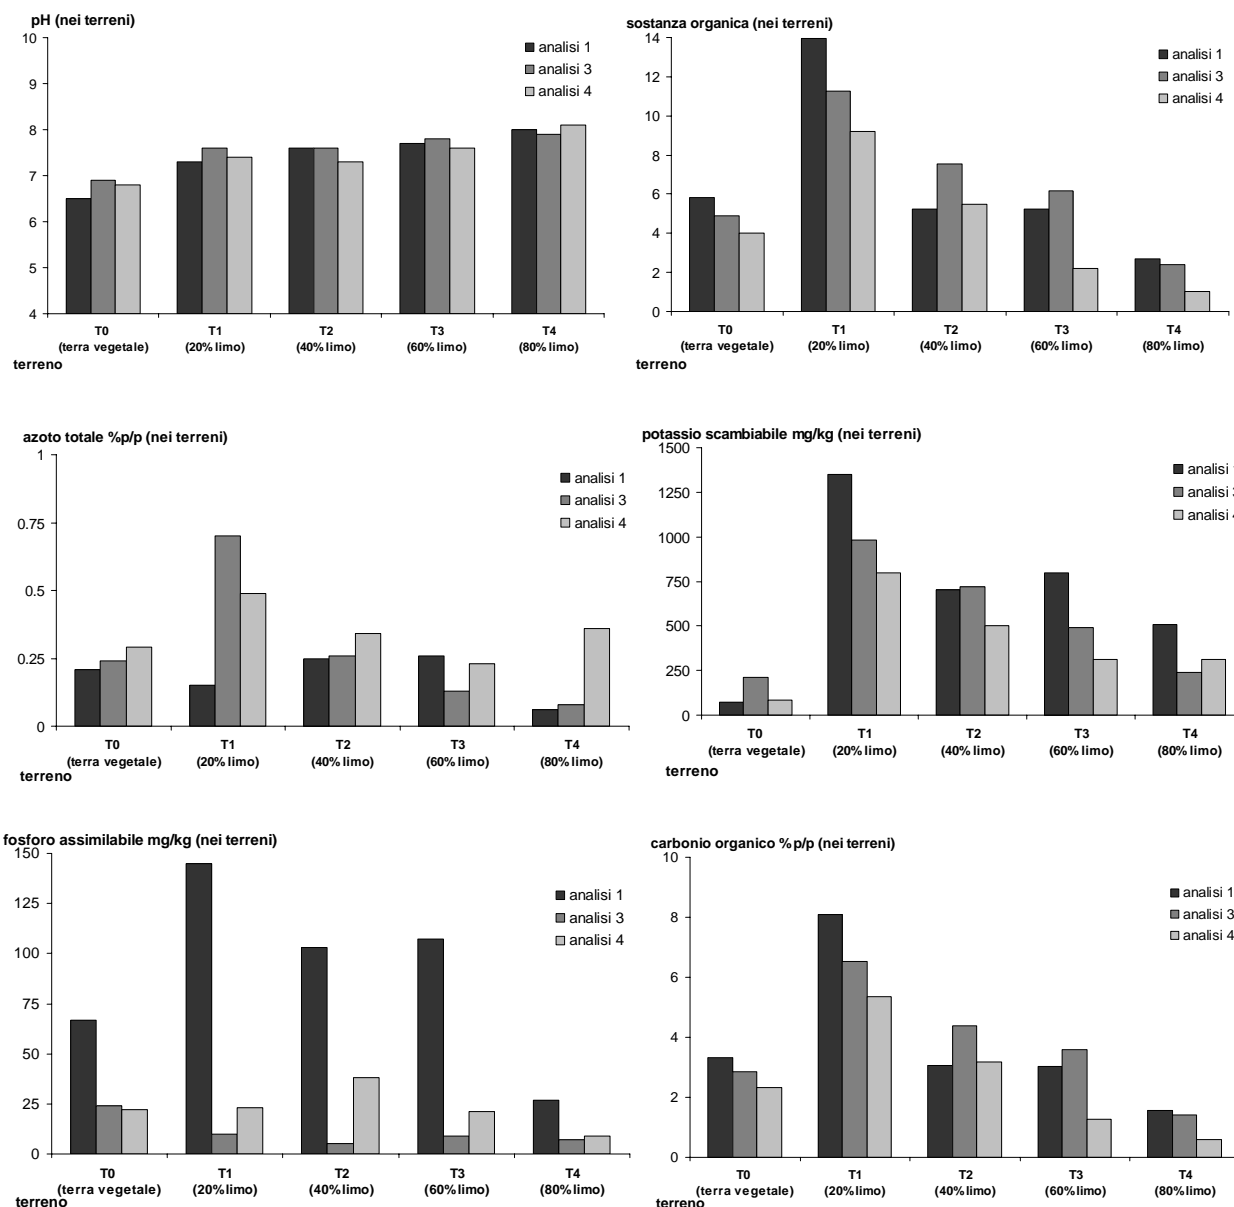 pH (nei terreni)
10
9
8
7
6
5
4
analisi 1
analisi 3
analisi 4
T0 T1 T2 T3 T4
(terra vegetale) (20% limo) (40% limo) (60% limo) (80% limo)
terreno
sostanza organica (nei terreni)
14
12
10
8
6
4
2
0
analisi 1
analisi 3
analisi 4
T0 T1 T2 T3 T4
(terra vegetale) (20% limo) (40% limo) (60% limo) (80% limo)
terreno
azoto totale %p/p (nei terreni)
1
0.75
0.5
0.25
0
analisi 1
analisi 3
analisi 4
T0 T1 T2 T3 T4
(terra vegetale) (20% limo) (40% limo) (60% limo) (80% limo)
terreno
potassio scambiabile mg/kg (nei terreni)
1500
1250
1000
750
500
250
0
analisi 1
analisi 3
analisi 4
T0 T1 T2 T3 T4
(terra vegetale) (20% limo) (40% limo) (60% limo) (80% limo)
terreno
fosforo assimilabile mg/kg (nei terreni)
150
125
100
75
50
25
0
analisi 1
analisi 3
analisi 4
T0 T1 T2 T3 T4
(terra vegetale) (20% limo) (40% limo) (60% limo) (80% limo)
terreno
carbonio organico %p/p (nei terreni)
10
8
6
4
2
0
analisi 1
analisi 3
analisi 4
T0 T1 T2 T3 T4
(terra vegetale) (20% limo) (40% limo) (60% limo) (80% limo)
terreno